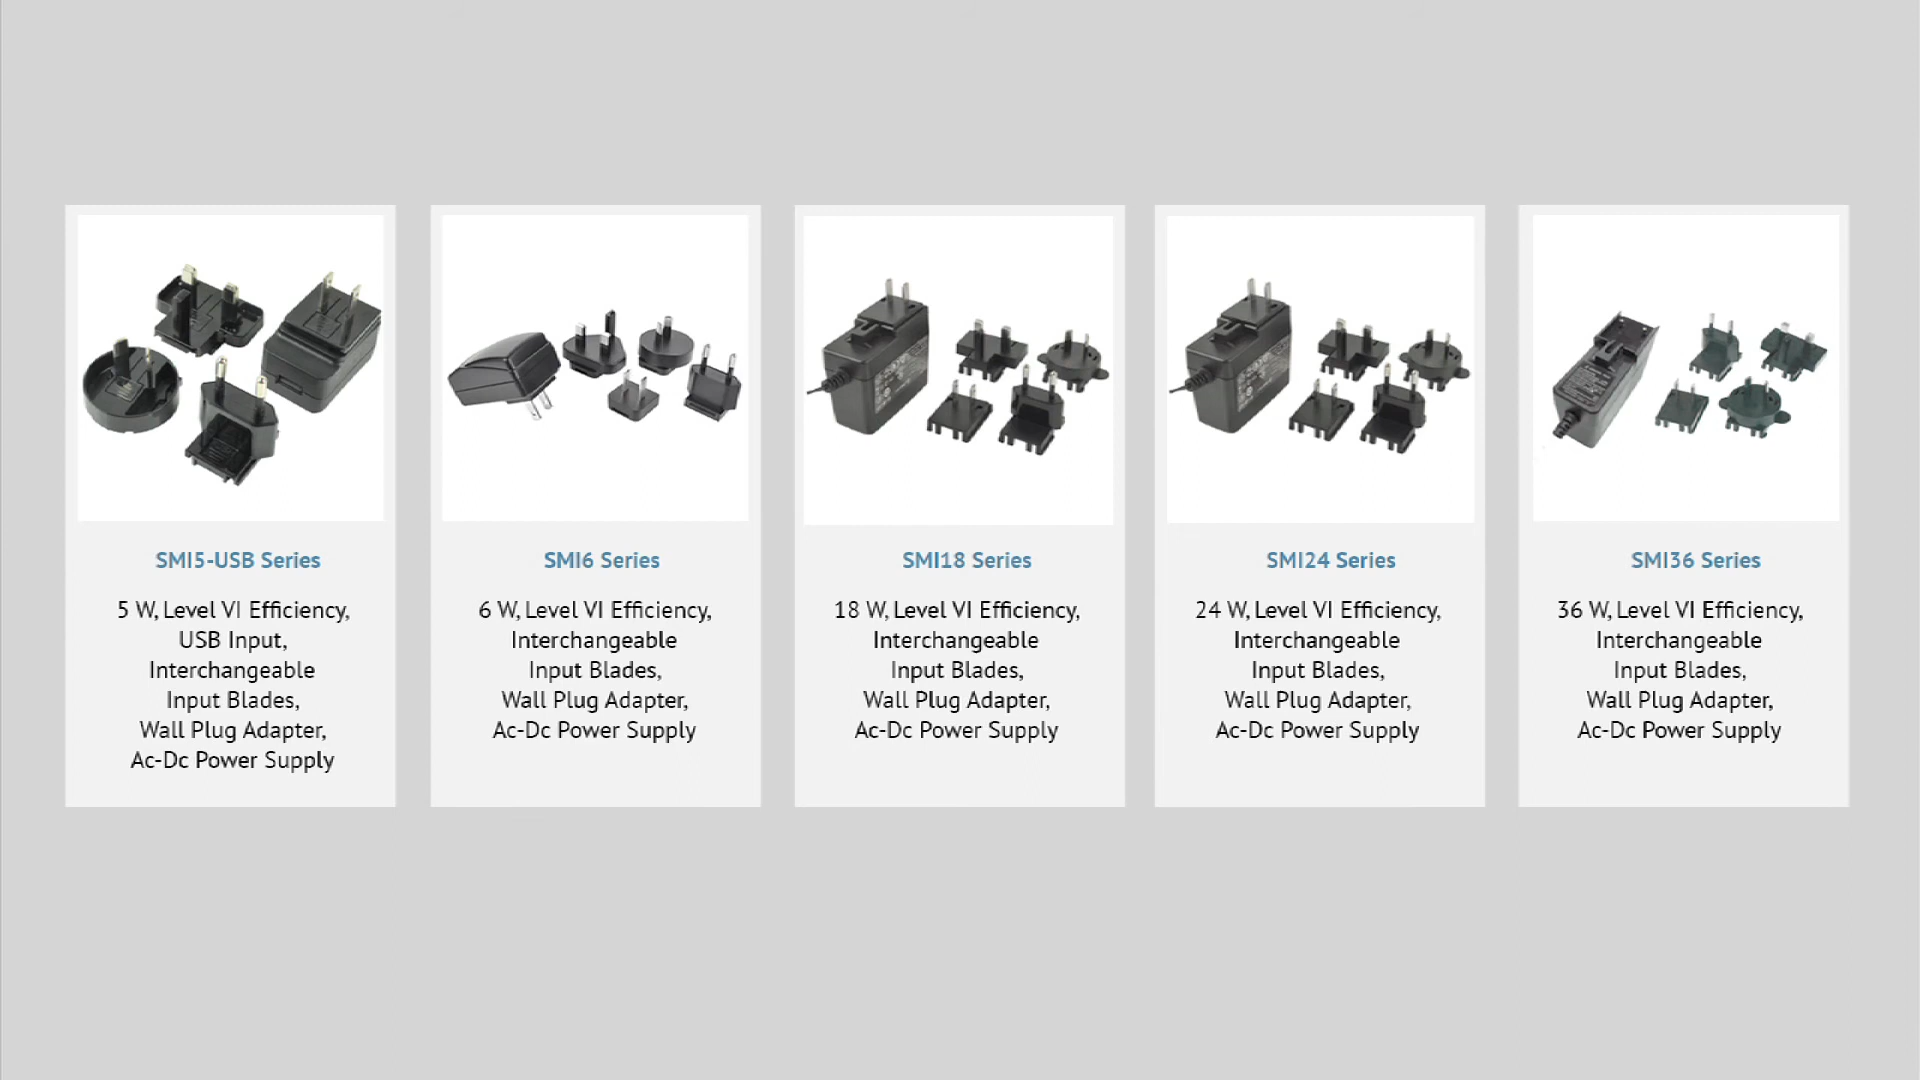 SMI5-USB Series
5 W, Level VI Efficiency,
USB Input,
Interchangeable
Input Blades,
Wall Plug Adapter,
Ac-Dc Power Supply
SMI6 Series
6 W, Level VI Efficiency,
Interchangeable
Input Blades,
Wall Plug Adapter,
Ac-Dc Power Supply
SMI18 Series
18 W, Level VI Efficiency,
Interchangeable
Input Blades,
Wall Plug Adapter,
Ac-Dc Power Supply
SMI24 Series
24 W, Level VI Efficiency,
Interchangeable
Input Blades,
Wall Plug Adapter,
Ac-Dc Power Supply
SMI36 Series
36 W, Level VI Efficiency,
Interchangeable
Input Blades,
Wall Plug Adapter,
Ac-Dc Power Supply